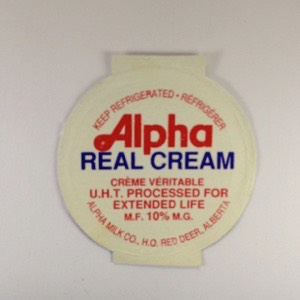 KEEP REFRIGERATED • RÉFRIGÉRER
Alpha
REAL CREAM
CRÈME VÉRITABLE
U.H.T. PROCESSED FOR
EXTENDED LIFE
M.F. 10% M.G.
ALPHA MILK CO., H.O. RED DEER, ALBERTA